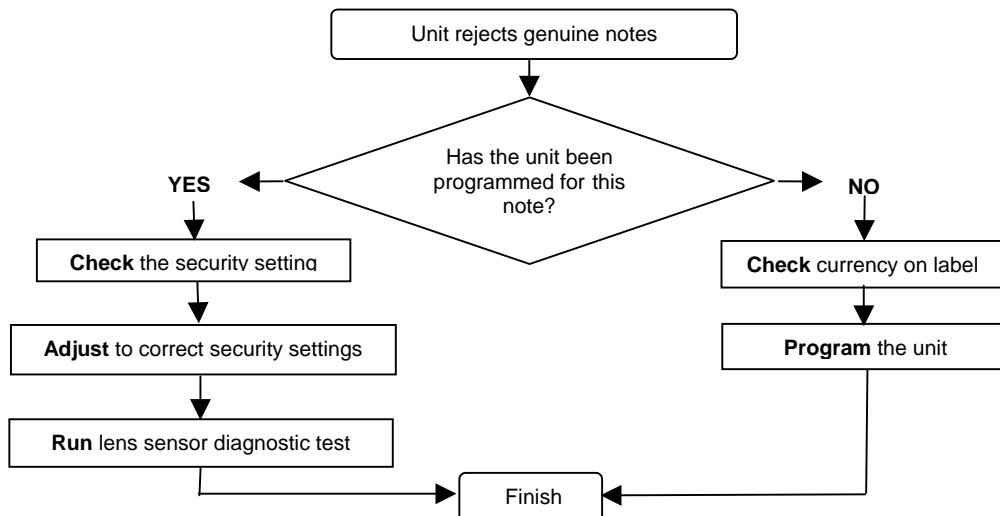 Unit rejects genuine notes
Has the unit been
programmed for this
note?
YES
NO
Check the security setting
Check currency on label
Adjust to correct security settings
Program the unit
Run lens sensor diagnostic test
Finish